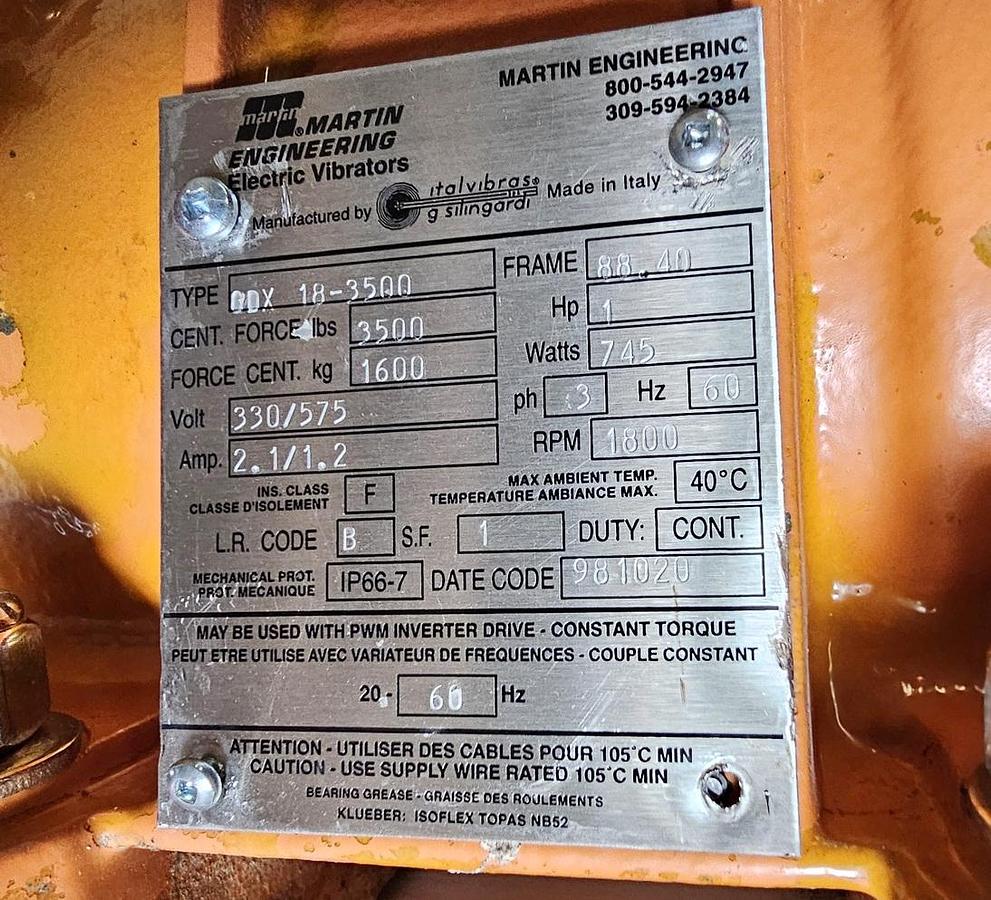 MARTIN ENGINEERING
800-544-2947
309-594-2384
martin
® MARTIN
ENGINEERING
Electric Vibrators
Manufactured by italvibras® g silingardi Made in Italy
TYPE 18-3500
FRAME 88.40
CENT. FORCE lbs 3500
Hp 1
FORCE CENT. kg 1600
Watts 745
Volt 330/575
ph 3 Hz 60
Amp. 2.1/1.2
RPM 1800
INS. CLASS
CLASSE D'ISOLEMENT F
MAX AMBIENT TEMP.
TEMPERATURE AMBIANCE MAX. 40°C
L.R. CODE B S.F. 1 DUTY: CONT.
MECHANICAL PROT.
PROT. MECANIQUE IP66-7 DATE CODE 981020
MAY BE USED WITH PWM INVERTER DRIVE - CONSTANT TORQUE
PEUT ETRE UTILISE AVEC VARIATEUR DE FREQUENCES - COUPLE CONSTANT
20 - 60 Hz
ATTENTION - UTILISER DES CABLES POUR 105°C MIN
CAUTION - USE SUPPLY WIRE RATED 105°C MIN
BEARING GREASE - GRAISSE DES ROULEMENTS
KLUEBER: ISOFLEX TOPAS NB52